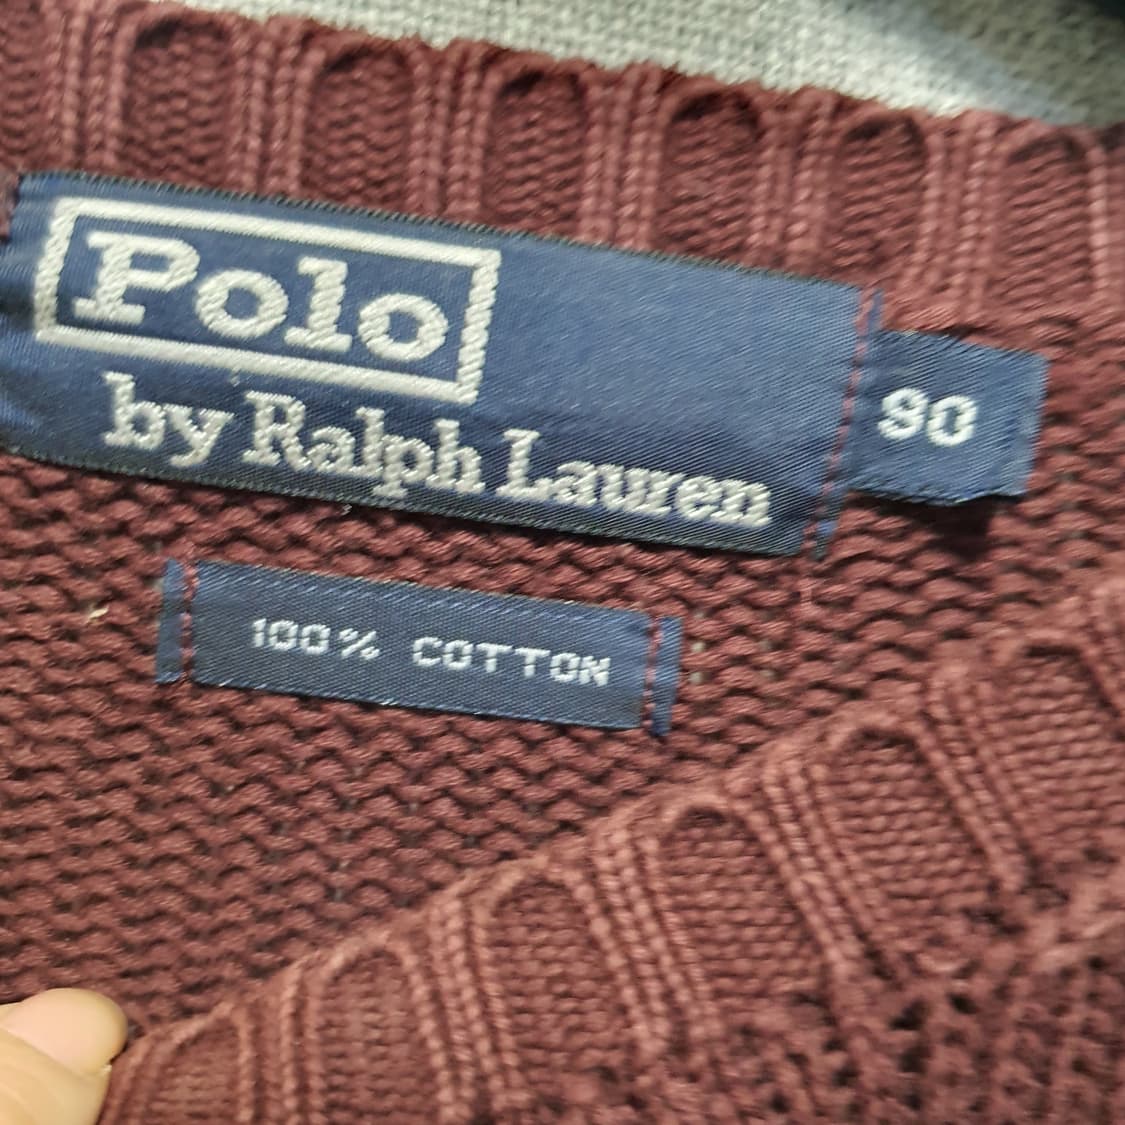 Polo
by Ralph Lauren
90
100% COTTON